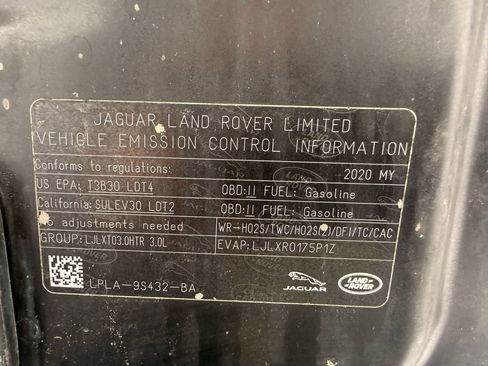 JAGUAR LAND ROVER LIMITED
VEHICLE EMISSION CONTROL INFORMATION
Conforms to regulations: 2020 MY
US EPA: T3B30 LDT4 OBD:II FUEL: Gasoline
California: SULEV30 LDT2 OBD:II FUEL: Gasoline
No adjustments needed WR-HO2S/TWC/HO2S(2)/DFI/TC/CAC
GROUP: LJLXT03.0HTR 3.0L EVAP: LJLXR0175P1Z
LPLA-9S432-BA
JAGUAR
LAND ROVER